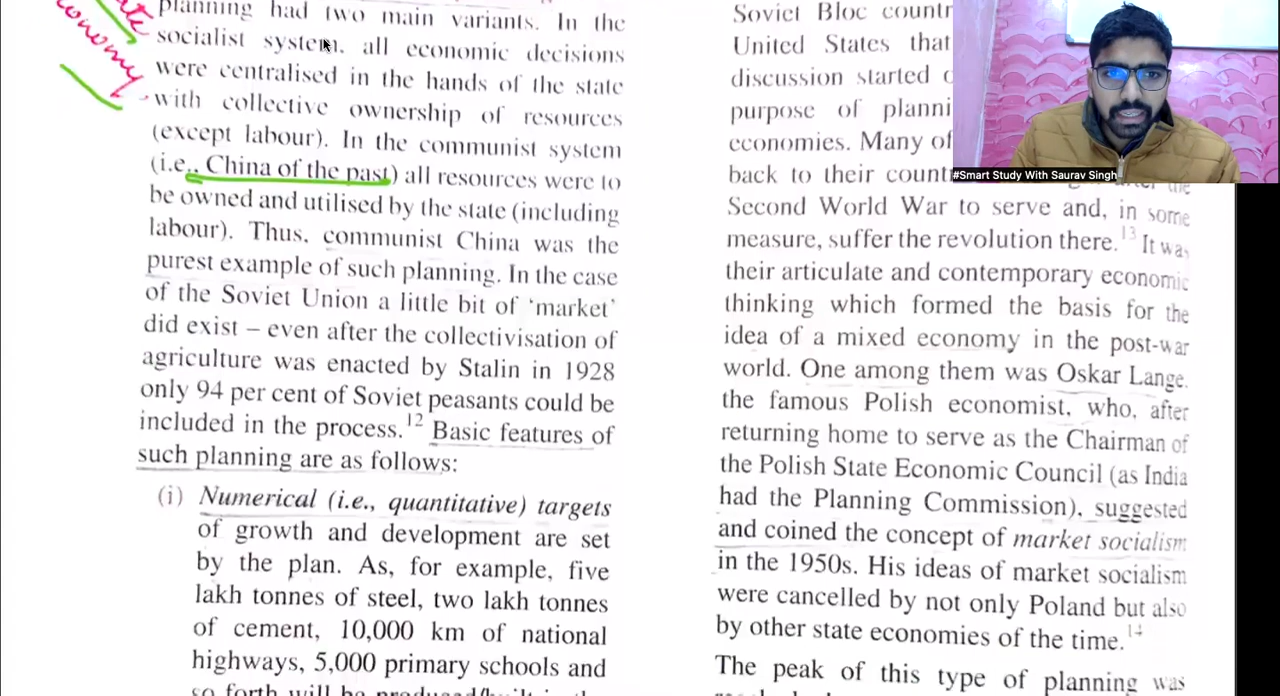 onomy
planning had two main variants. In the
socialist system, all economic decisions
were centralised in the hands of the state
with collective ownership of resources
(except labour). In the communist system
(i.e., China of the past) all resources were to
be owned and utilised by the state (including
labour). Thus, communist China was the
purest example of such planning. In the case
of the Soviet Union a little bit of ‘market’
did exist – even after the collectivisation of
agriculture was enacted by Stalin in 1928
only 94 per cent of Soviet peasants could be
included in the process.12 Basic features of
such planning are as follows:
(i) Numerical (i.e., quantitative) targets
of growth and development are set
by the plan. As, for example, five
lakh tonnes of steel, two lakh tonnes
of cement, 10,000 km of national
highways, 5,000 primary schools and
so forth will be
Soviet Bloc countr
United States that
discussion started
purpose of planni
economies. Many of
back to their count
Second World War to serve and, in some
measure, suffer the revolution there.13 It was
their articulate and contemporary economic
thinking which formed the basis for the
idea of a mixed economy in the post-war
world. One among them was Oskar Lange,
the famous Polish economist, who, after
returning home to serve as the Chairman of
the Polish State Economic Council (as India
had the Planning Commission), suggested
and coined the concept of market socialism
in the 1950s. His ideas of market socialism
were cancelled by not only Poland but also
by other state economies of the time.14
The peak of this type of planning was
#Smart Study With Saurav Singh